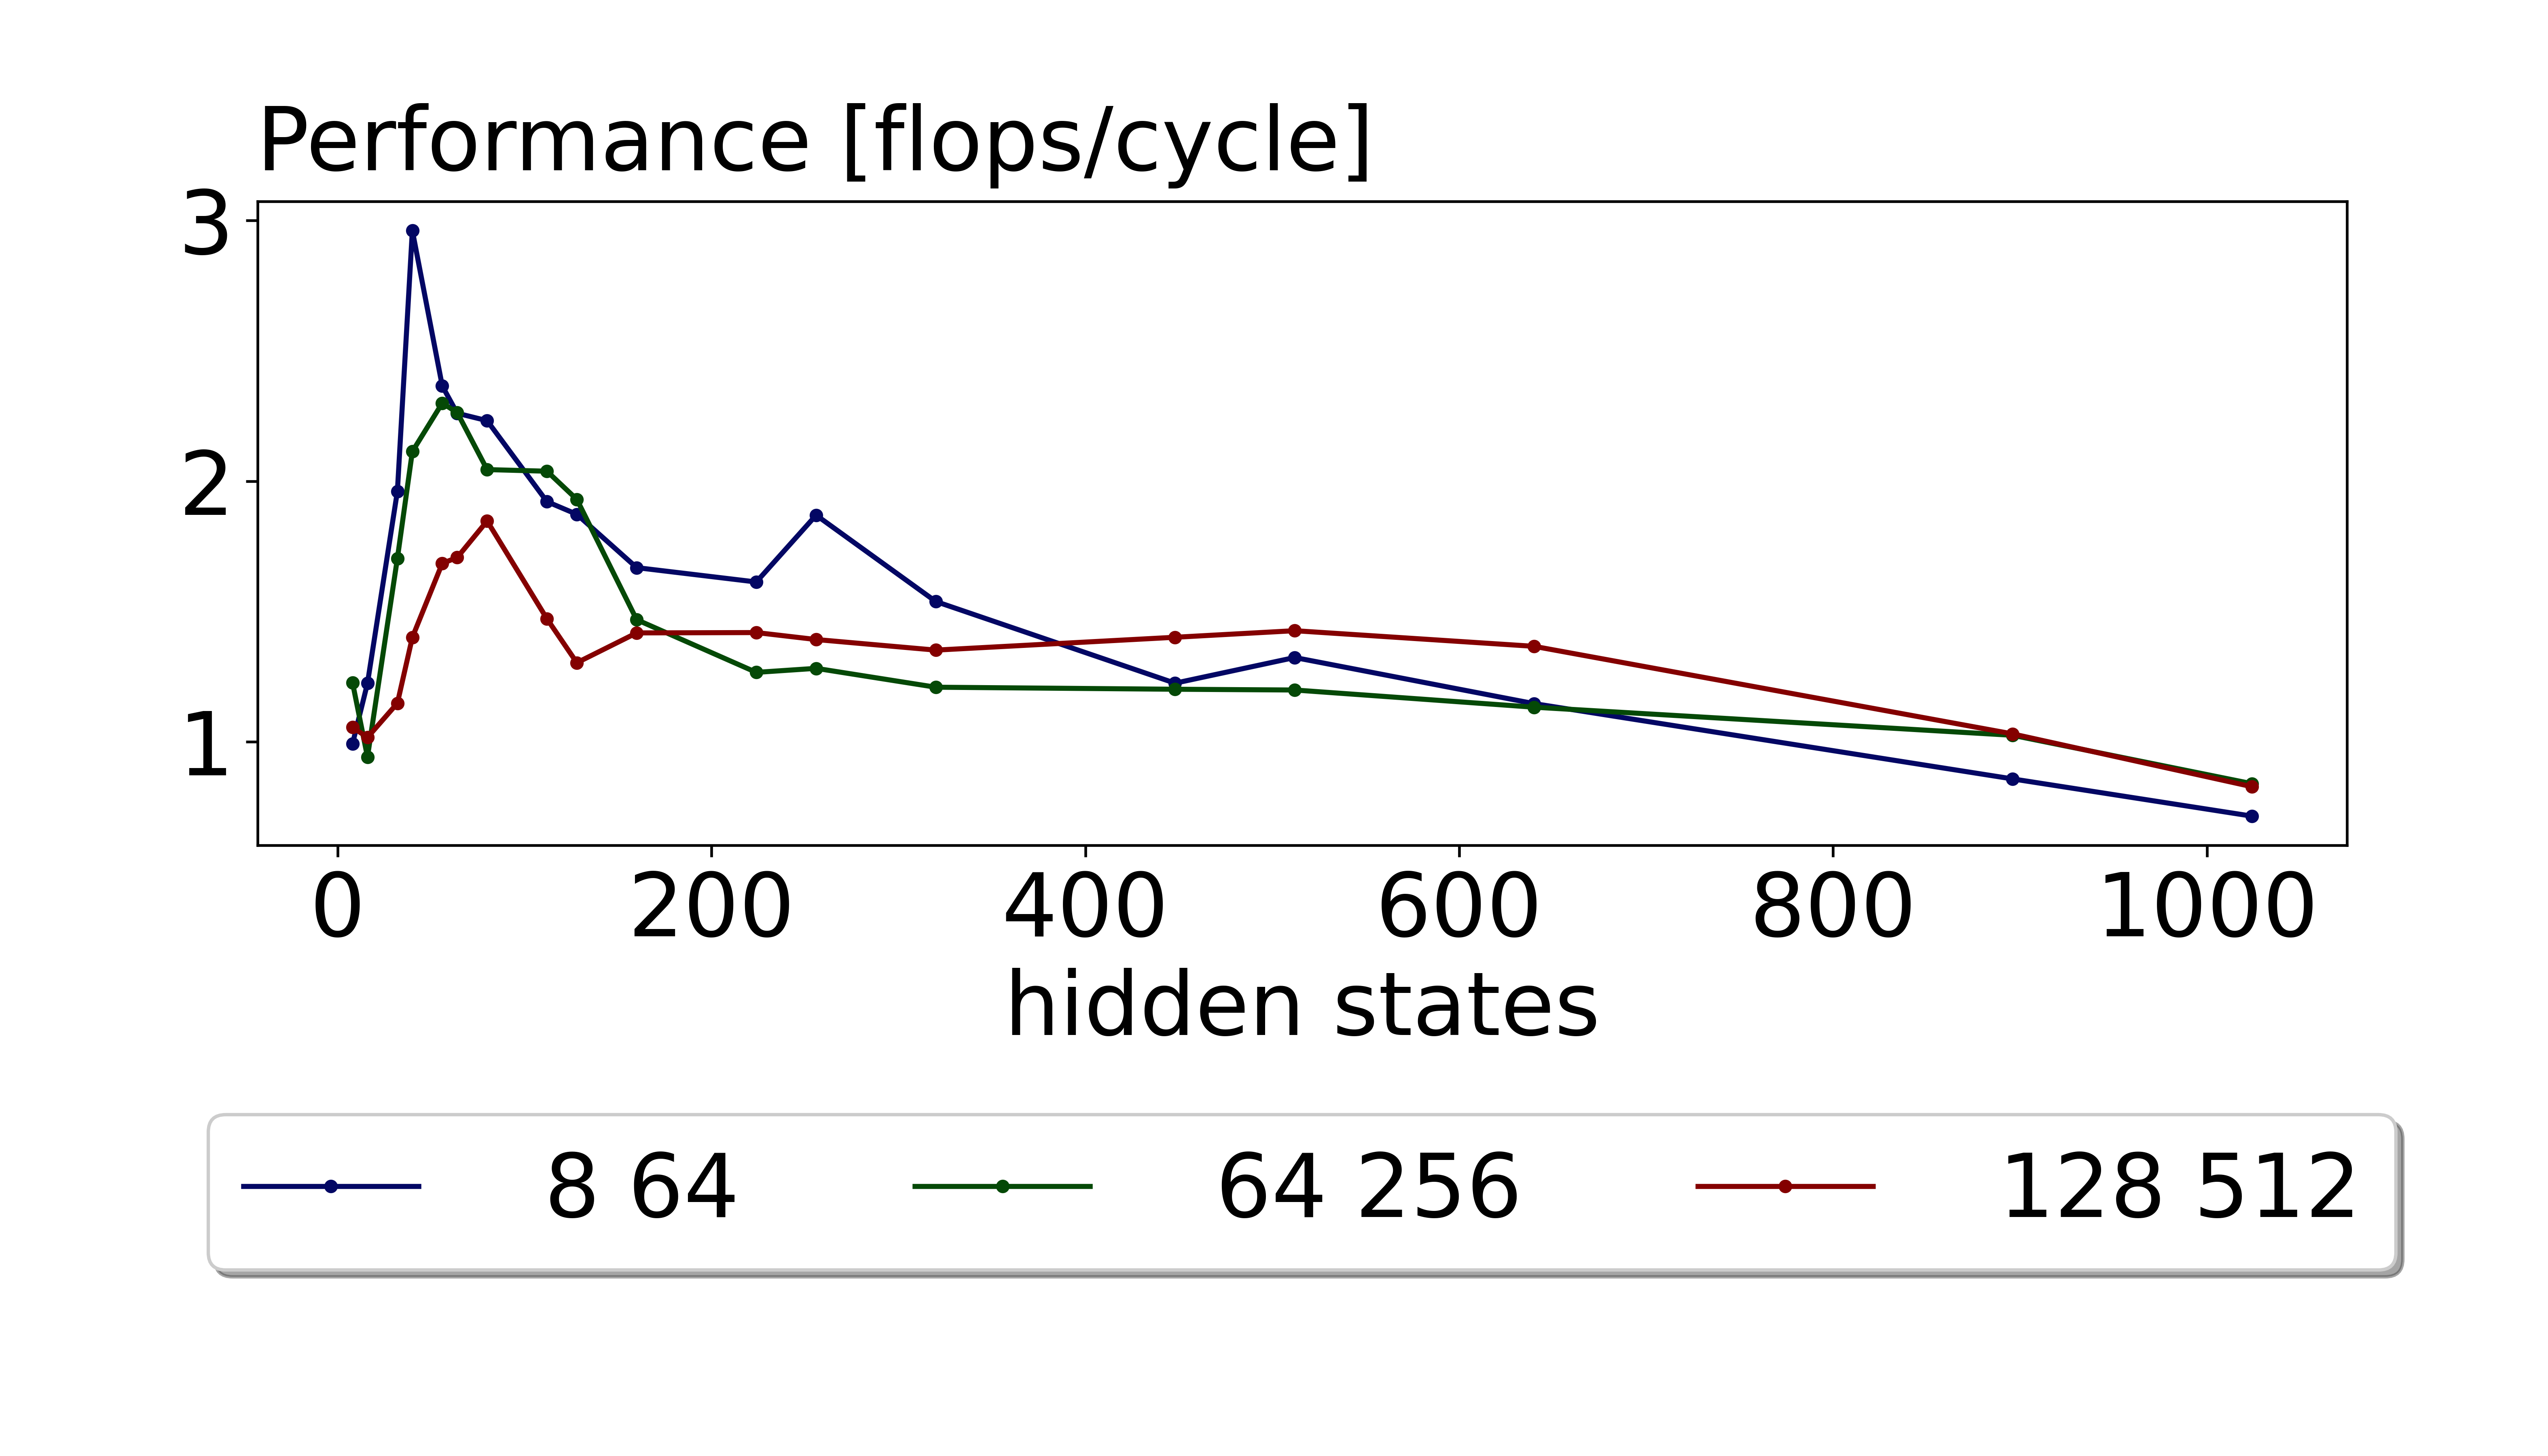 Performance [flops/cycle]
3
2
1
0 200 400 600 800 1000
hidden states
8 64 64 256 128 512